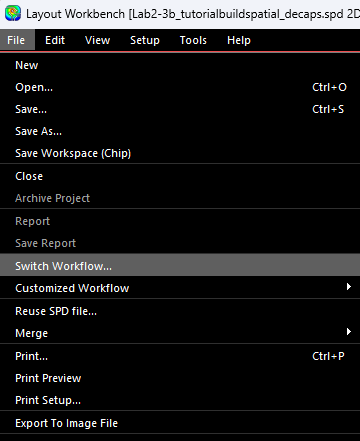 Layout Workbench [Lab2-3b_tutorialbuildspatial_decaps.spd 2D
File Edit View Setup Tools Help
New
Open... Ctrl+O
Save... Ctrl+S
Save As...
Save Workspace (Chip)
Close
Archive Project
Report
Save Report
Switch Workflow...
Customized Workflow
Reuse SPD file...
Merge
Print... Ctrl+P
Print Preview
Print Setup...
Export To Image File